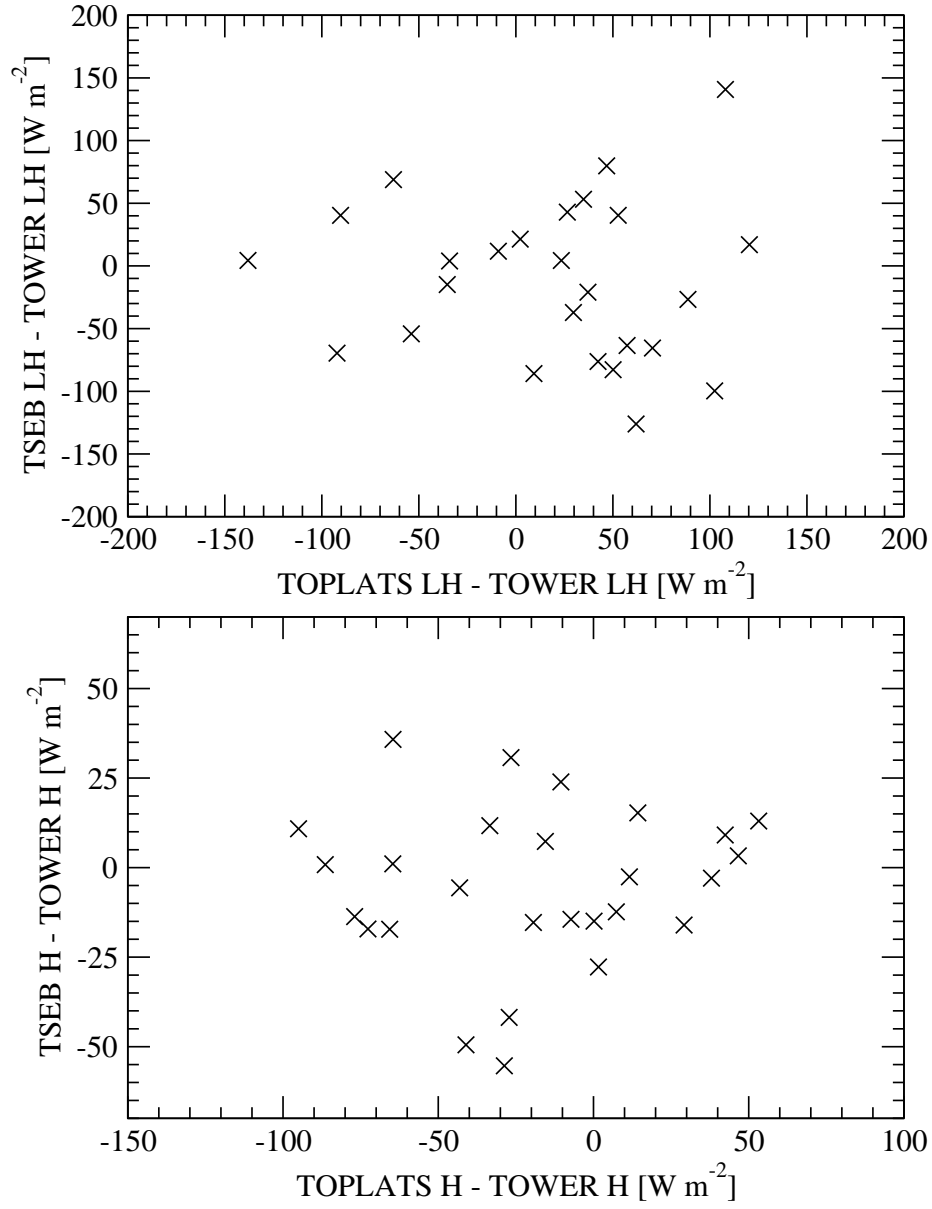 200
150
100
50
0
-50
-100
-150
-200
TSEB LH - TOWER LH [W m-2]
-200 -150 -100 -50 0 50 100 150 200
TOPLATS LH - TOWER LH [W m-2]
50
25
0
-25
-50
TSEB H - TOWER H [W m-2]
-150 -100 -50 0 50 100
TOPLATS H - TOWER H [W m-2]